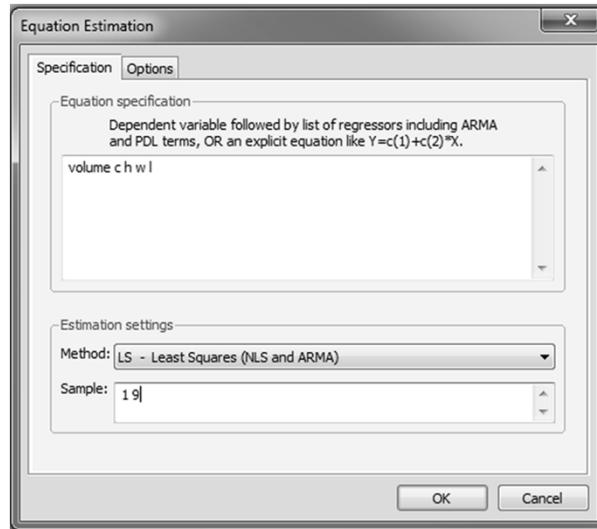 Equation Estimation
x
Specification Options
Equation specification
Dependent variable followed by list of regressors including ARMA
and PDL terms, OR an explicit equation like Y=c(1)+c(2)*X.
volume c h w l
Estimation settings
Method: LS - Least Squares (NLS and ARMA)
Sample: 1 9
OK Cancel